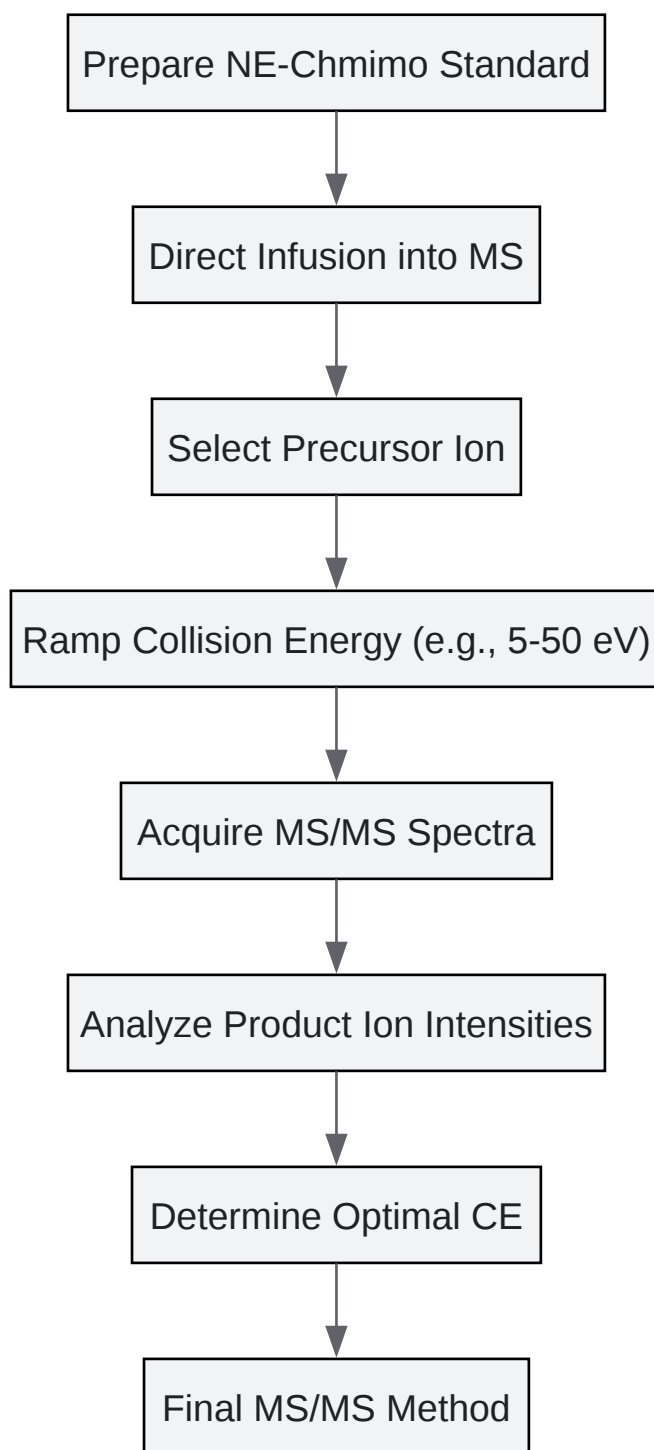 Prepare NE-Chmimo Standard
Direct Infusion into MS
Select Precursor Ion
Ramp Collision Energy (e.g., 5-50 eV)
Acquire MS/MS Spectra
Analyze Product Ion Intensities
Determine Optimal CE
Final MS/MS Method